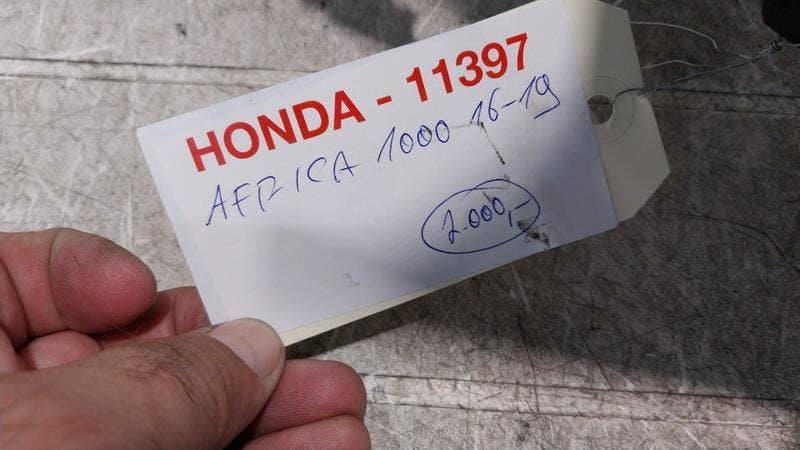 HONDA - 11397
AFRICA 1000 16-19
2.000,-